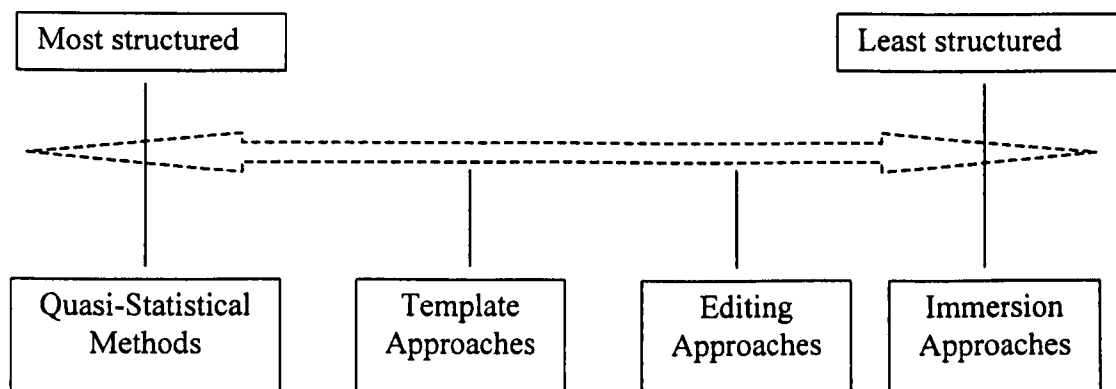 Most structured
Least structured
Quasi-Statistical
Methods
Template
Approaches
Editing
Approaches
Immersion
Approaches